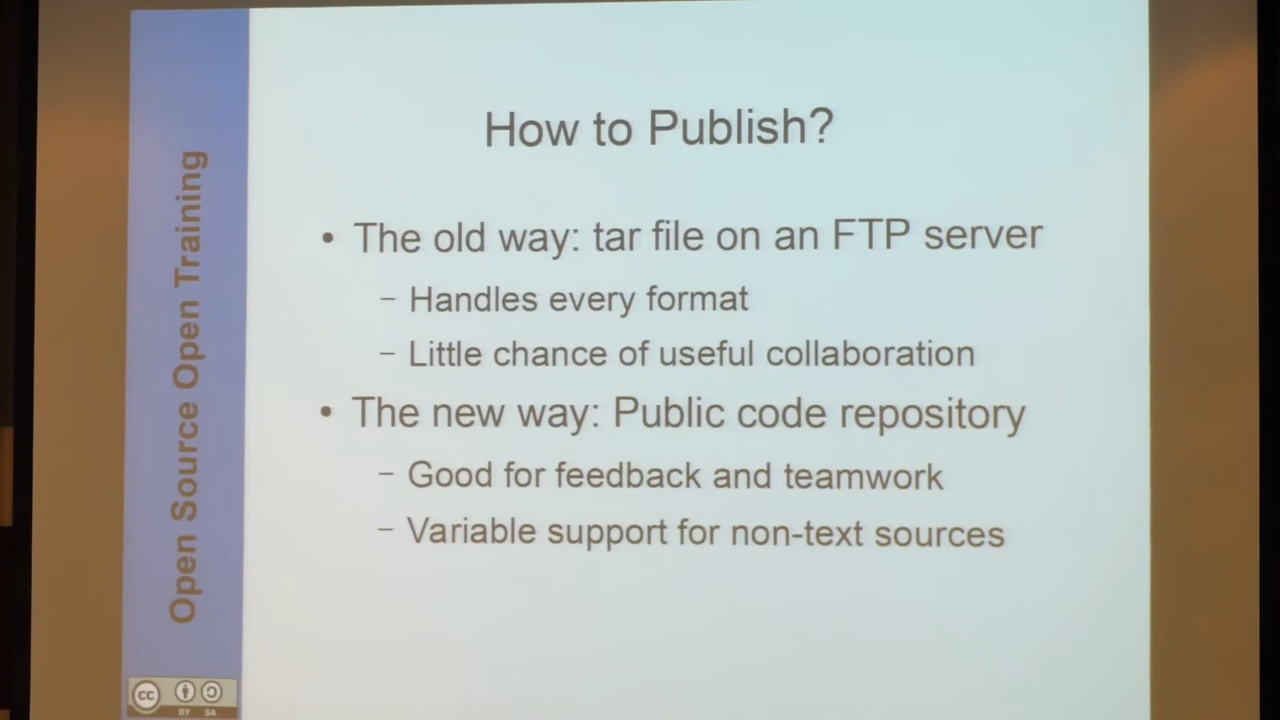 How to Publish?
• The old way: tar file on an FTP server
– Handles every format
– Little chance of useful collaboration
• The new way: Public code repository
– Good for feedback and teamwork
– Variable support for non-text sources
Open Source Open Training
cc BY SA